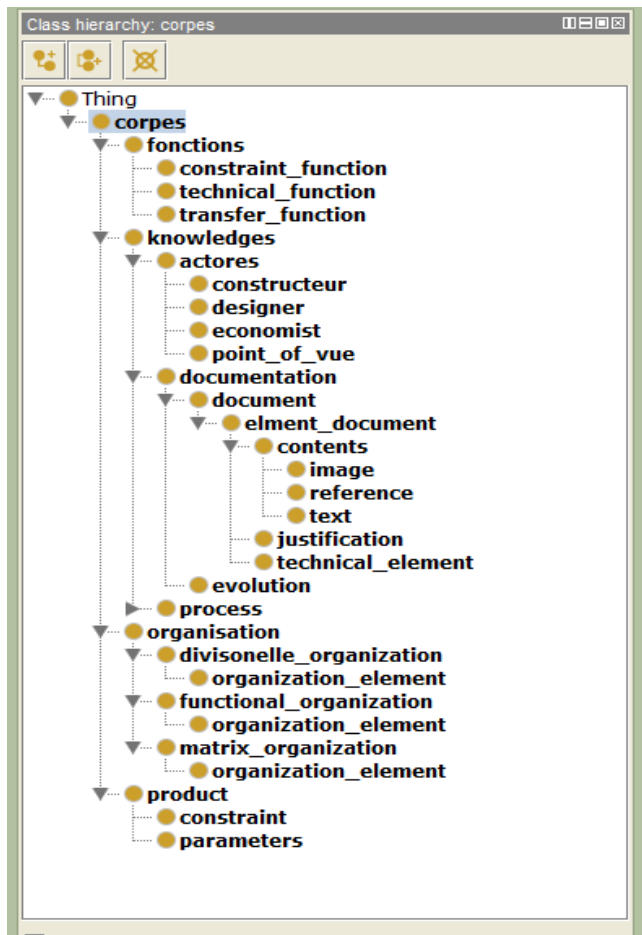 Class hierarchy: corpes
Thing
corpes
fonctions
constraint_function
technical_function
transfer_function
knowledges
actores
constructeur
designer
economist
point_of_vue
documentation
document
elment_document
contents
image
reference
text
justification
technical_element
evolution
process
organisation
divisonelle_organization
organization_element
functional_organization
organization_element
matrix_organization
organization_element
product
constraint
parameters